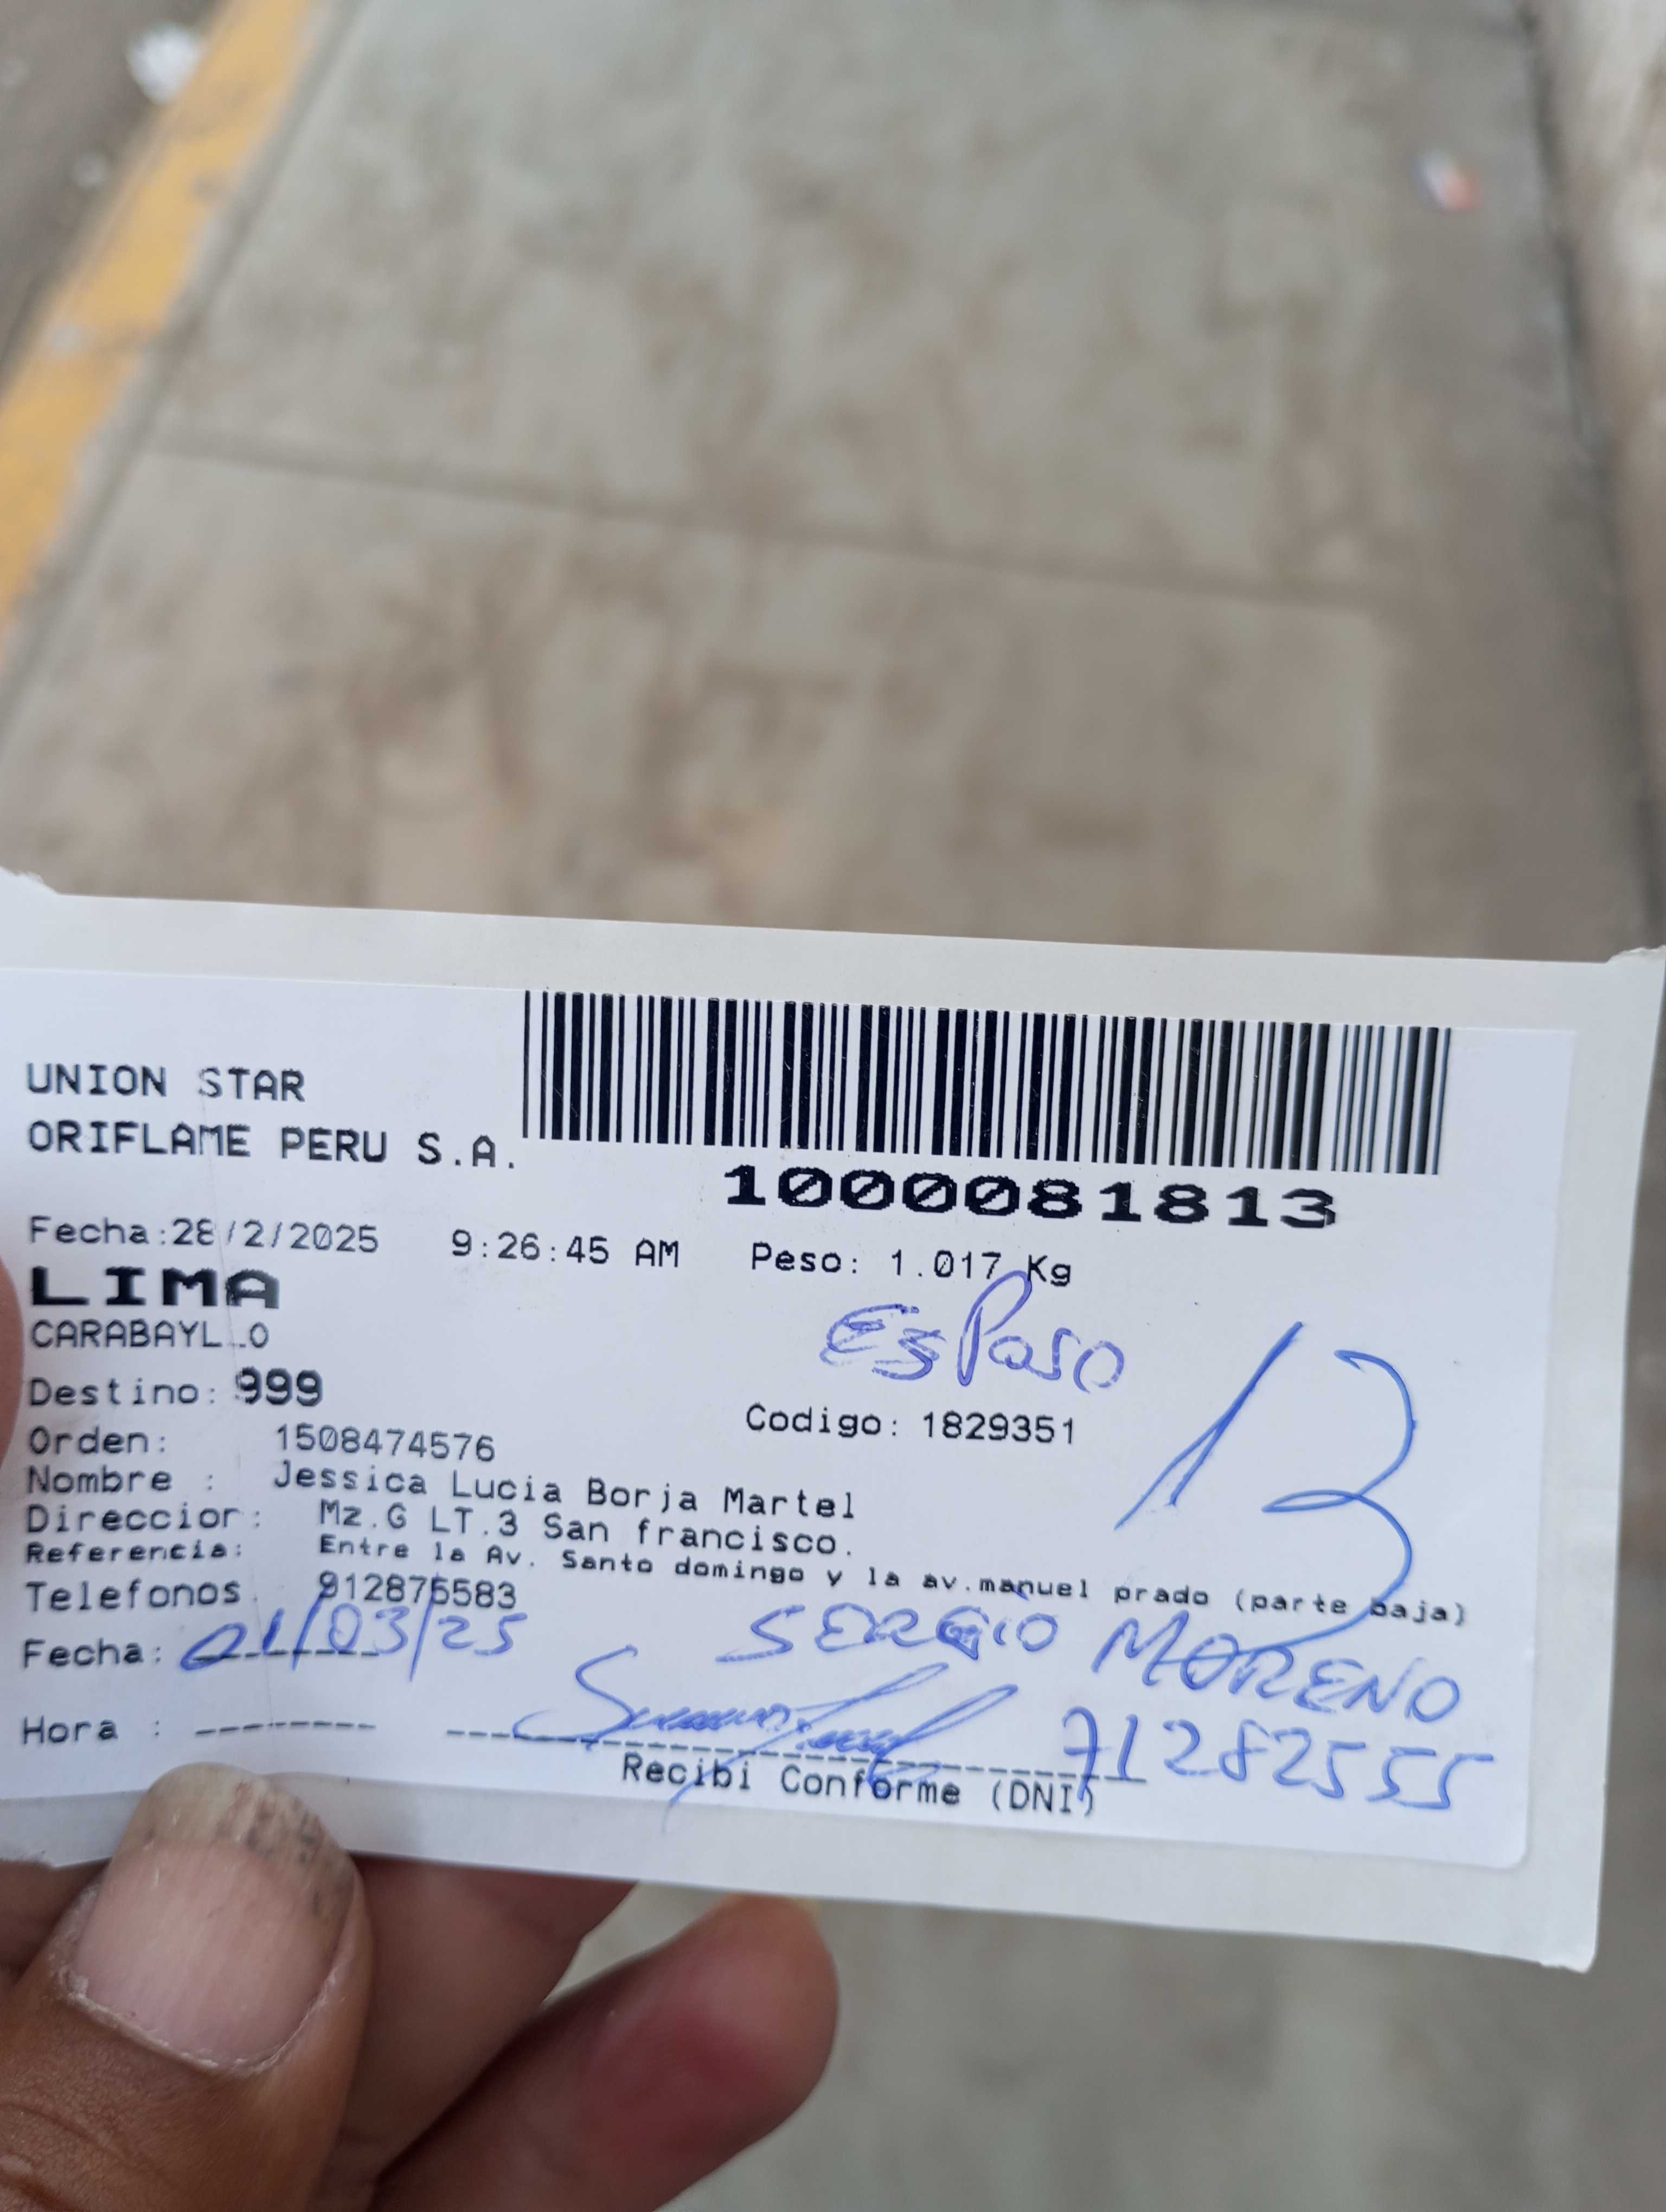 UNION STAR
ORIFLAME PERU S.A.
1000081813
Fecha:28/2/2025 9:26:45 AM Peso: 1.017 Kg
LIMA
CARABAYLLO
EsPoso
Destino: 999
Codigo: 1829351
13
Orden: 1508474576
Nombre : Jessica Lucia Borja Martel
Direccior: Mz.G LT.3 San francisco.
Referencia: Entre la Av. Santo domingo y la av.manuel prado (parte baja)
Telefonos 912875583
Fecha: 01/03/25 SERGIO MORENO
Hora : 71282555
Recibi Conforme (DNI)